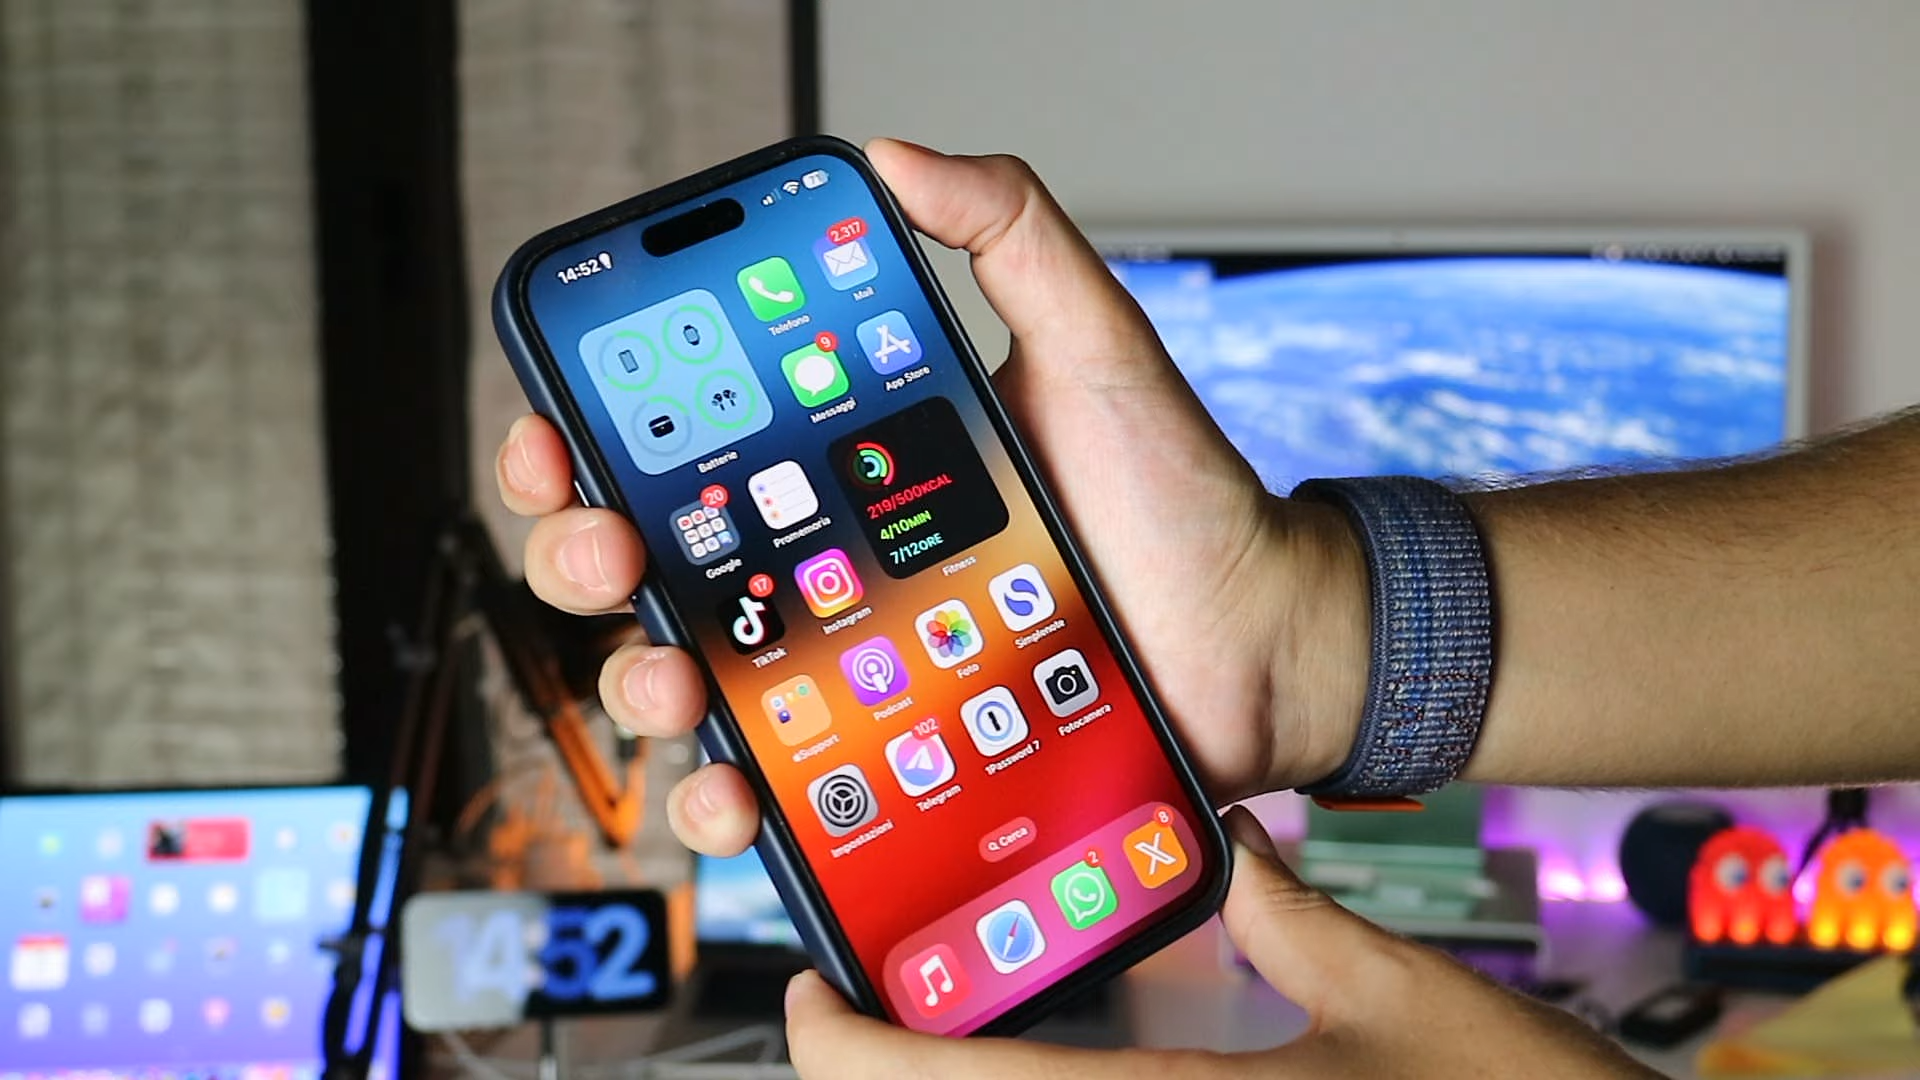 14:52
71
2.317
Telefono
Mail
9
Messaggi
App Store
Batterie
20
Google
Promemoria
219/500KCAL
4/10MIN
7/12ORE
Fitness
17
TikTok
Instagram
Foto
Simplenote
Support
Podcast
102
Telegram
1Password 7
Fotocamera
Impostazioni
Cerca
2
8
14:52